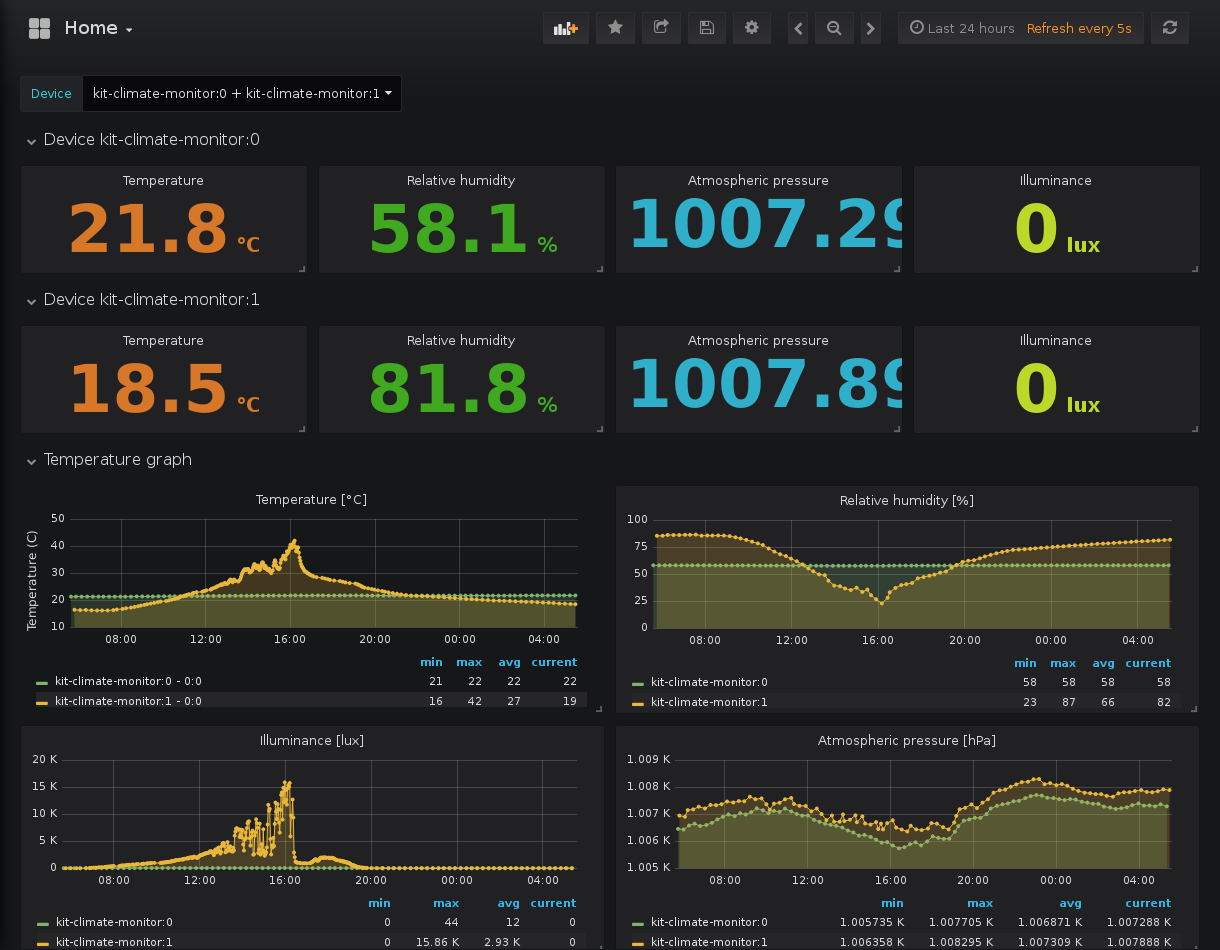 Home
Last 24 hours Refresh every 5s
Device kit-climate-monitor:0 + kit-climate-monitor:1
Device kit-climate-monitor:0
Temperature Relative humidity Atmospheric pressure Illuminance
21.8 °C 58.1 % 1007.29 0 lux
Device kit-climate-monitor:1
Temperature Relative humidity Atmospheric pressure Illuminance
18.5 °C 81.8 % 1007.89 0 lux
Temperature graph
Temperature [°C]
Temperature (C)
50
40
30
20
10
08:00 12:00 16:00 20:00 00:00 04:00
min max avg current
kit-climate-monitor:0 - 0:0 21 22 22 22
kit-climate-monitor:1 - 0:0 16 42 27 19
Relative humidity [%]
100
75
50
25
0
08:00 12:00 16:00 20:00 00:00 04:00
min max avg current
kit-climate-monitor:0 58 58 58 58
kit-climate-monitor:1 23 87 66 82
Illuminance [lux]
20 K
15 K
10 K
5 K
0
08:00 12:00 16:00 20:00 00:00 04:00
min max avg current
kit-climate-monitor:0 0 44 12 0
kit-climate-monitor:1 0 15.86 K 2.93 K 0
Atmospheric pressure [hPa]
1.009 K
1.008 K
1.007 K
1.006 K
1.005 K
08:00 12:00 16:00 20:00 00:00 04:00
min max avg current
kit-climate-monitor:0 1.005735 K 1.007705 K 1.006871 K 1.007288 K
kit-climate-monitor:1 1.006358 K 1.008295 K 1.007309 K 1.007888 K